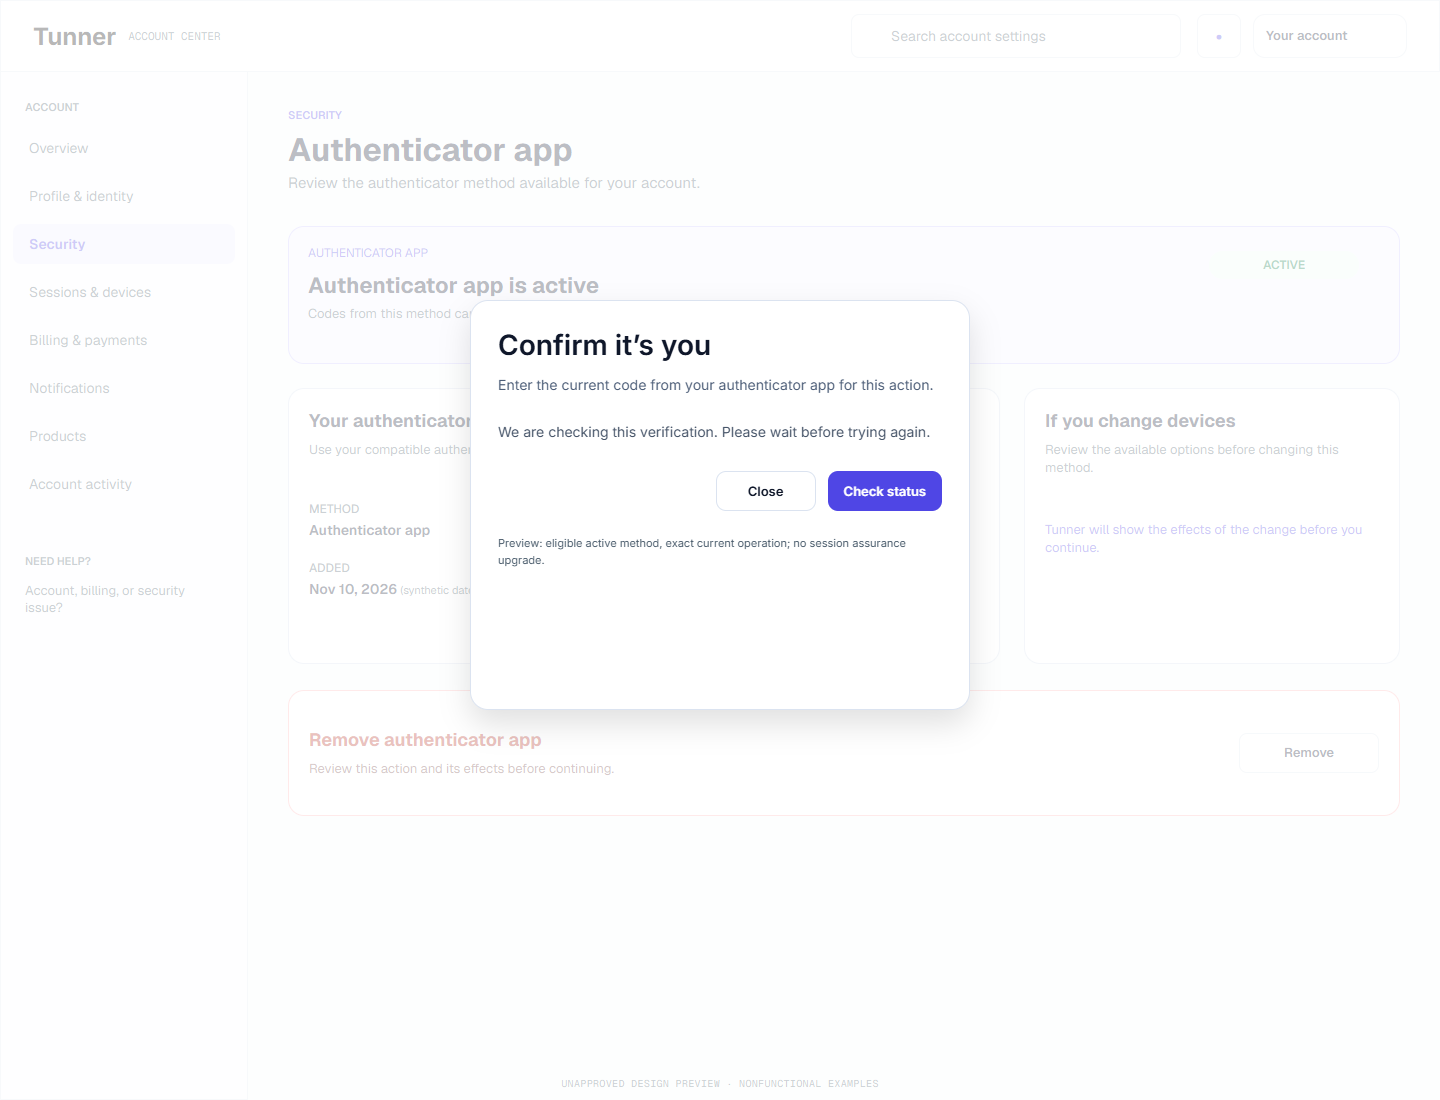 Tunner ACCOUNT CENTER
Search account settings
Your account
ACCOUNT
Overview
Profile & identity
Security
Sessions & devices
Billing & payments
Notifications
Products
Account activity
NEED HELP?
Account, billing, or security
issue?
SECURITY
Authenticator app
Review the authenticator method available for your account.
AUTHENTICATOR APP
Authenticator app is active
Codes from this method
ACTIVE
Confirm it’s you
Enter the current code from your authenticator app for this action.
We are checking this verification. Please wait before trying again.
Close
Check status
Preview: eligible active method, exact current operation; no session assurance
upgrade.
Your authenticator
Use your compatible
METHOD
Authenticator app
ADDED
Nov 10, 2026 (synthetic
If you change devices
Review the available options before changing this
method.
Tunner will show the effects of the change before you
continue.
Remove authenticator app
Review this action and its effects before continuing.
Remove
UNAPPROVED DESIGN PREVIEW - NONFUNCTIONAL EXAMPLES